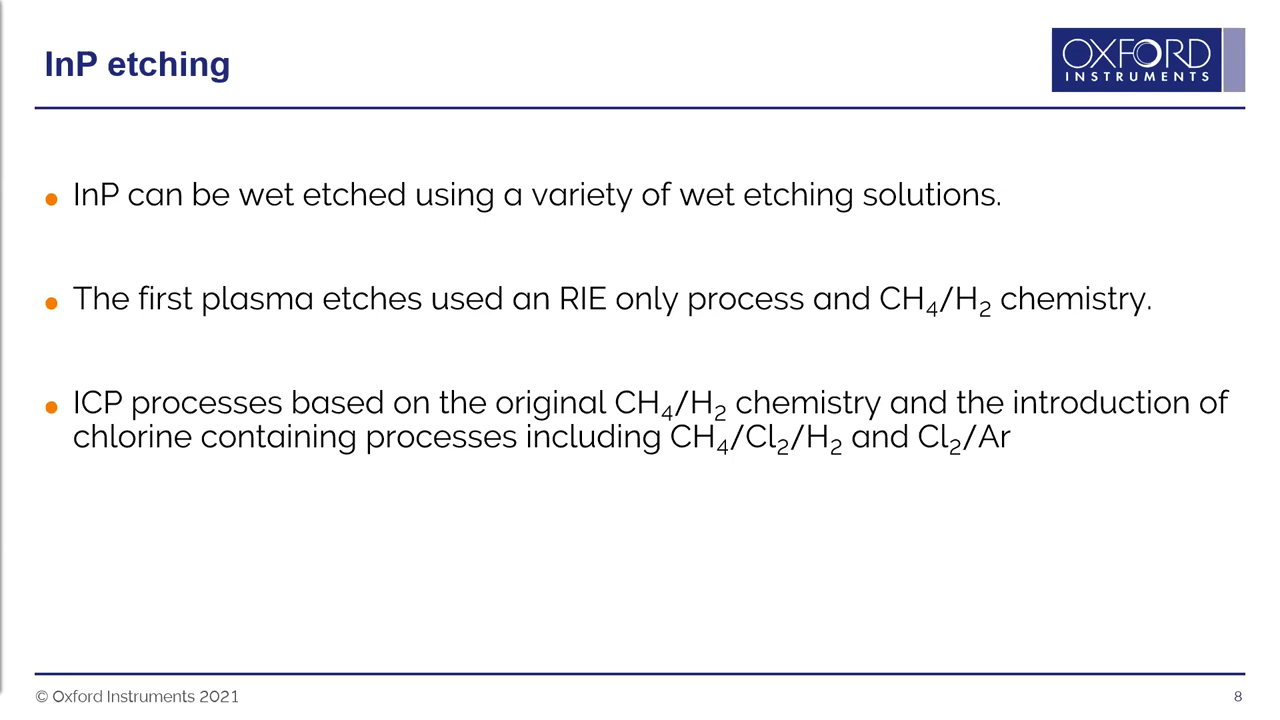 InP etching
OXFORD
INSTRUMENTS
• InP can be wet etched using a variety of wet etching solutions.
• The first plasma etches used an RIE only process and CH₄/H₂ chemistry.
• ICP processes based on the original CH₄/H₂ chemistry and the introduction of
chlorine containing processes including CH₄/Cl₂/H₂ and Cl₂/Ar
© Oxford Instruments 2021
8